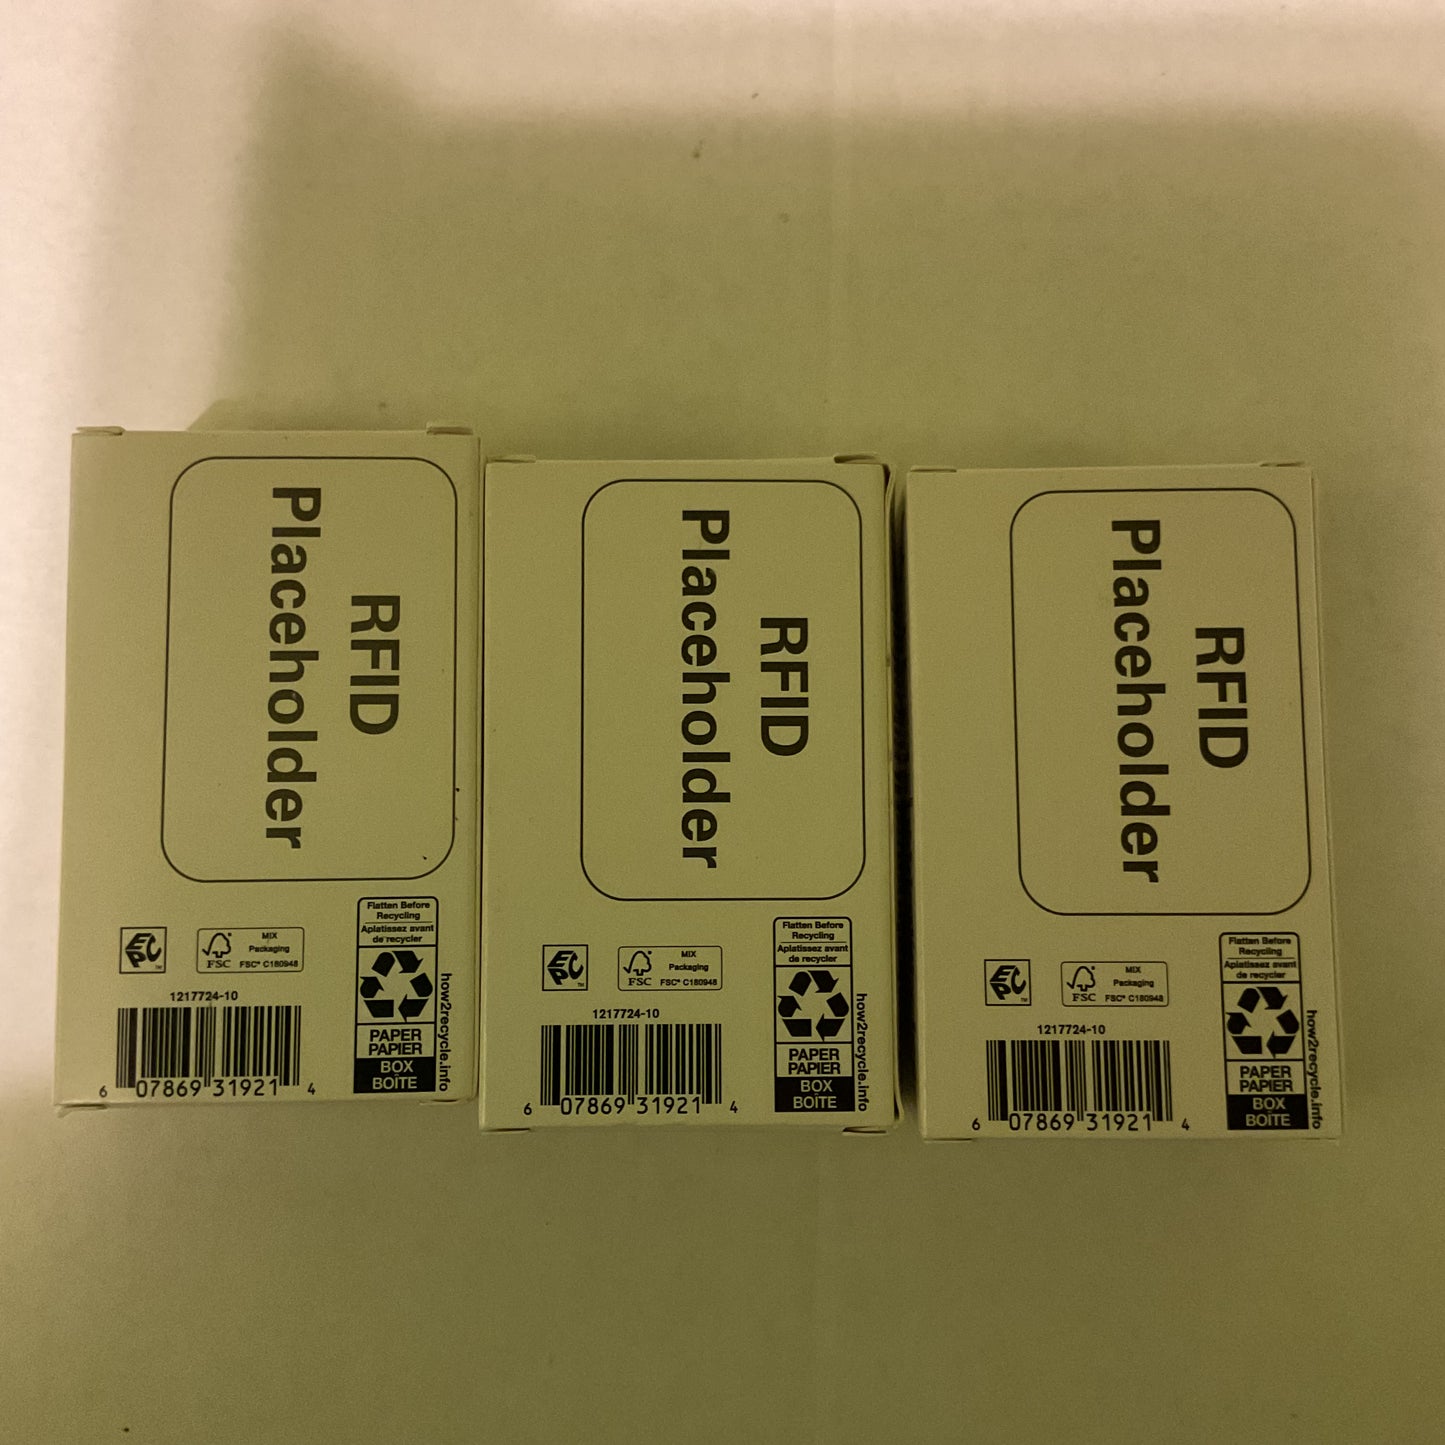 RFID
Placeholder
EPC™
FSC
MIX
Packaging
FSC® C180948
1217724-10
6 07869 31921 4
Flatten Before
Recycling
Aplatissez avant
de recycler
PAPER
PAPIER
BOX
BOÎTE
how2recycle.info
RFID
Placeholder
EPC™
FSC
MIX
Packaging
FSC® C180948
1217724-10
6 07869 31921 4
Flatten Before
Recycling
Aplatissez avant
de recycler
PAPER
PAPIER
BOX
BOÎTE
how2recycle.info
RFID
Placeholder
EPC™
FSC
MIX
Packaging
FSC® C180948
1217724-10
6 07869 31921 4
Flatten Before
Recycling
Aplatissez avant
de recycler
PAPER
PAPIER
BOX
BOÎTE
how2recycle.info